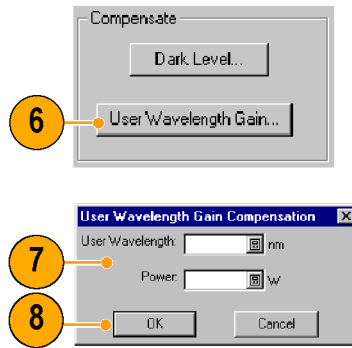 Compensate
Dark Level...
6
User Wavelength Gain...
User Wavelength Gain Compensation
User Wavelength: nm
7
Power: W
8
OK Cancel